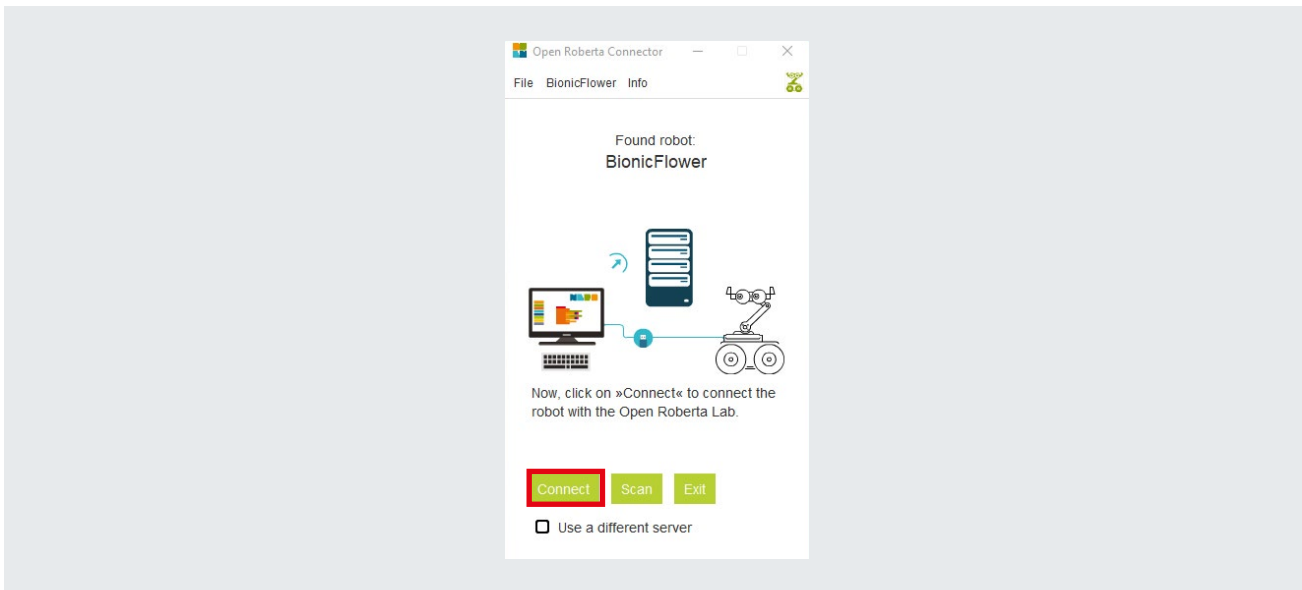 Open Roberta Connector
File BionicFlower Info
Found robot:
BionicFlower
Now, click on »Connect« to connect the
robot with the Open Roberta Lab.
Connect Scan Exit
Use a different server